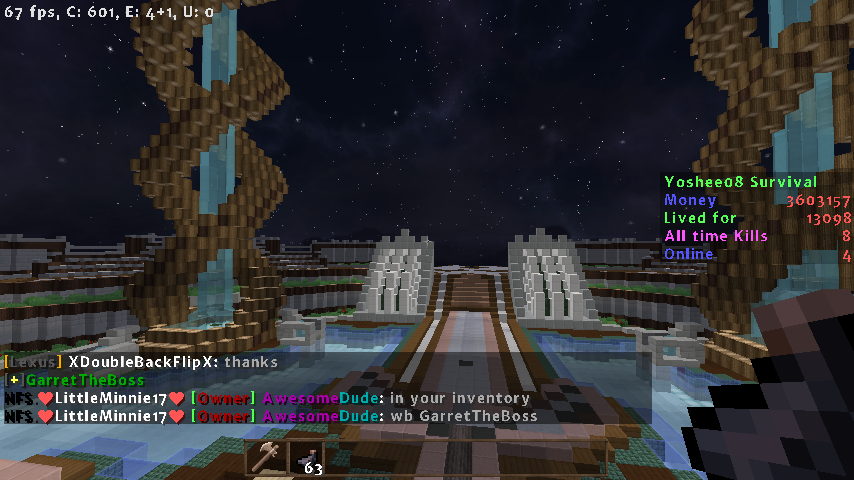 67 fps, C: 601, E: 4+1, U: 0
Yoshee08 Survival
Money 3603157
Lived for 13098
All time Kills 8
Online 4
[Lexus] XDoubleBackFlipX: thanks
[+]GarretTheBoss
NFS.❤LittleMinnie17❤ [Owner] AwesomeDude: in your inventory
NFS.❤LittleMinnie17❤ [Owner] AwesomeDude: wb GarretTheBoss
63